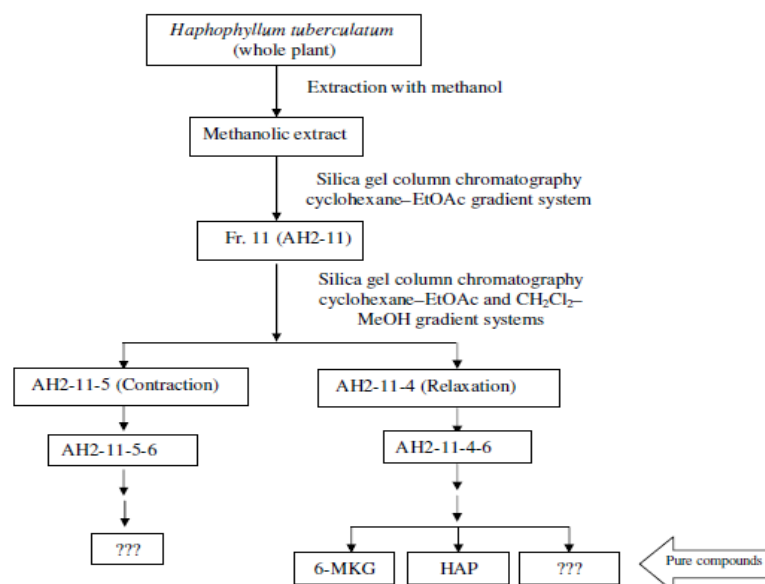 Haphophyllum tuberculatum
(whole plant)
Extraction with methanol
Methanolic extract
Silica gel column chromatography
cyclohexane–EtOAc gradient system
Fr. 11 (AH2-11)
Silica gel column chromatography
cyclohexane–EtOAc and CH₂Cl₂–
MeOH gradient systems
AH2-11-5 (Contraction)
AH2-11-4 (Relaxation)
AH2-11-5-6
AH2-11-4-6
???
6-MKG
HAP
???
Pure compounds